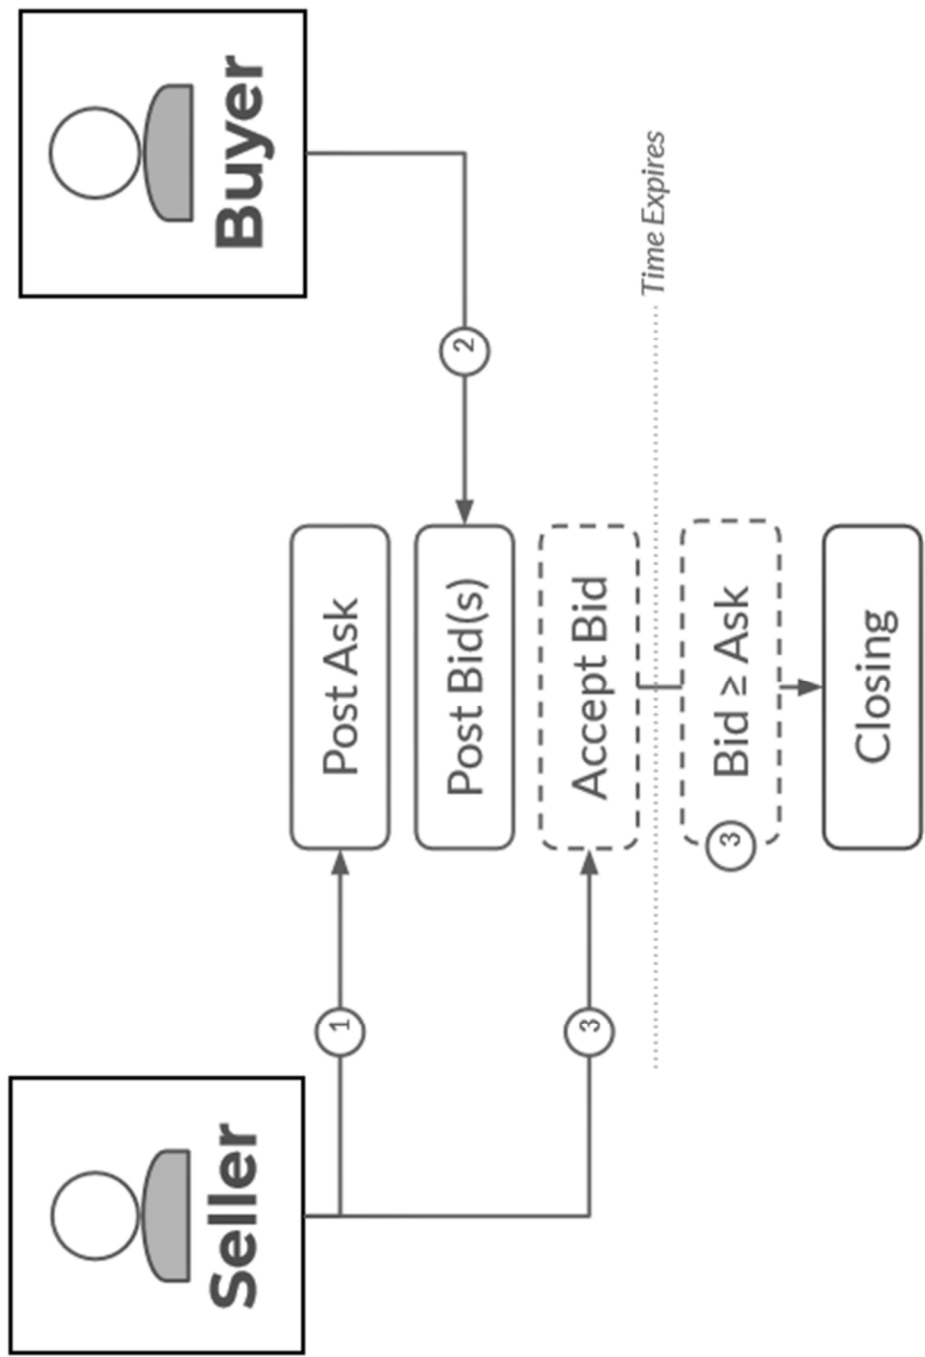 Seller
Buyer
1
Post Ask
2
Post Bid(s)
3
Accept Bid
Time Expires
3
Bid ≥ Ask
Closing